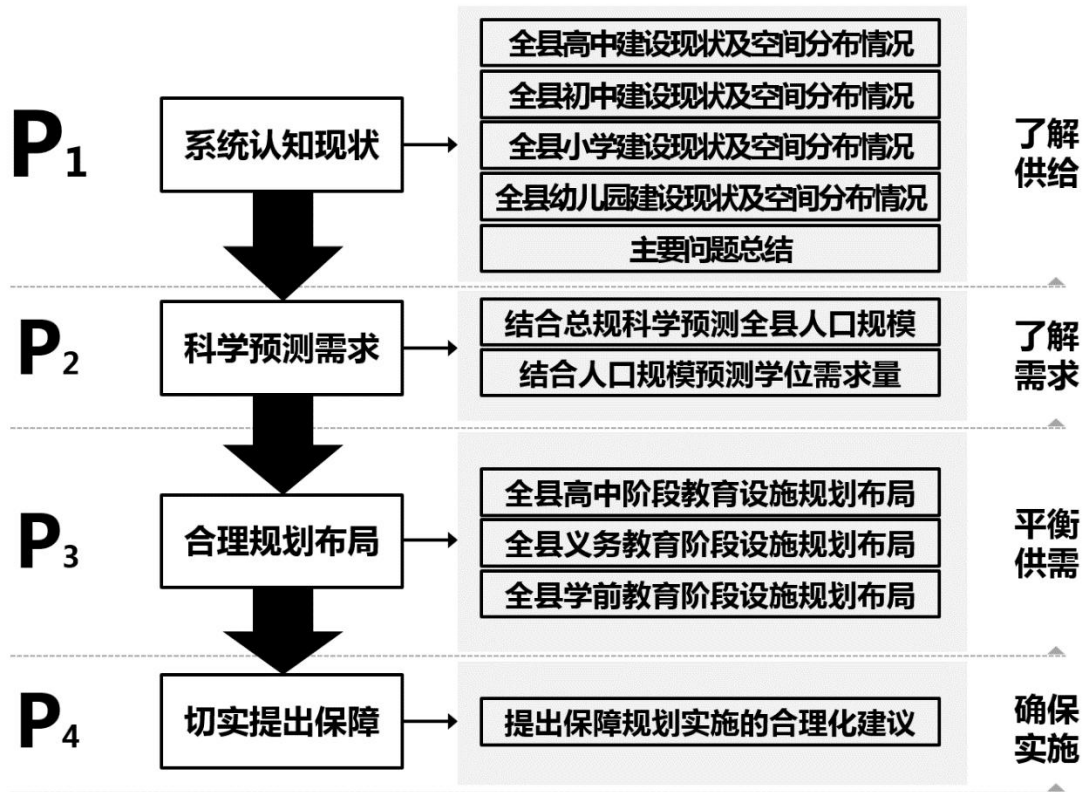 P1
系统认知现状
全县高中建设现状及空间分布情况
全县初中建设现状及空间分布情况
全县小学建设现状及空间分布情况
全县幼儿园建设现状及空间分布情况
主要问题总结
了解
供给
P2
科学预测需求
结合总规科学预测全县人口规模
结合人口规模预测学位需求量
了解
需求
P3
合理规划布局
全县高中阶段教育设施规划布局
全县义务教育阶段设施规划布局
全县学前教育阶段设施规划布局
平衡
供需
P4
切实提出保障
提出保障规划实施的合理化建议
确保
实施